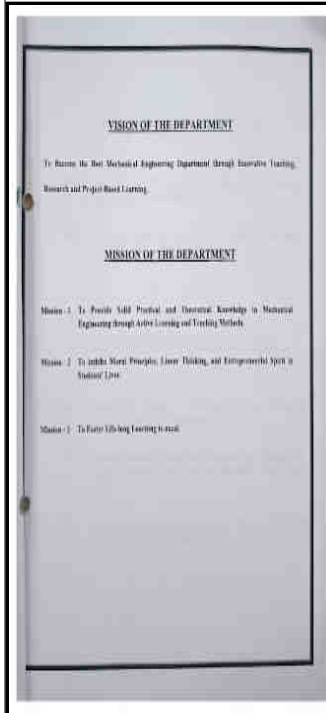 VISION OF THE DEPARTMENT
To Become the Best Mechanical Engineering Department through Innovative Teaching,
Research and Project Based Learning.
MISSION OF THE DEPARTMENT
Mission - 1 To Provide Solid Practical and Theoretical Knowledge in Mechanical
Engineering through Active Learning and Teaching Methods.
Mission - 2 To imbibe Moral Principles, Linear Thinking, and Entrepreneurial Spirit in
Students' Lives.
Mission - 3 To Foster Life-long Learning to